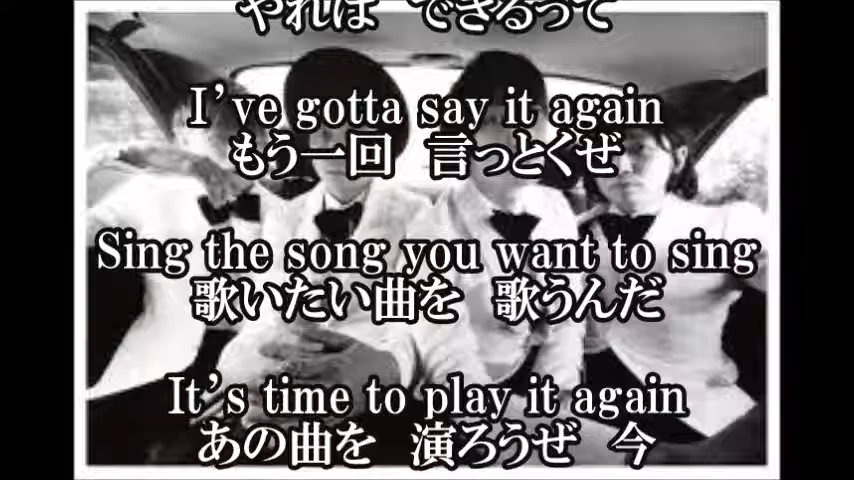 やれば できるって
I've gotta say it again
もう一回 言っとくぜ
Sing the song you want to sing
歌いたい曲を 歌うんだ
It's time to play it again
あの曲を 演ろうぜ 今